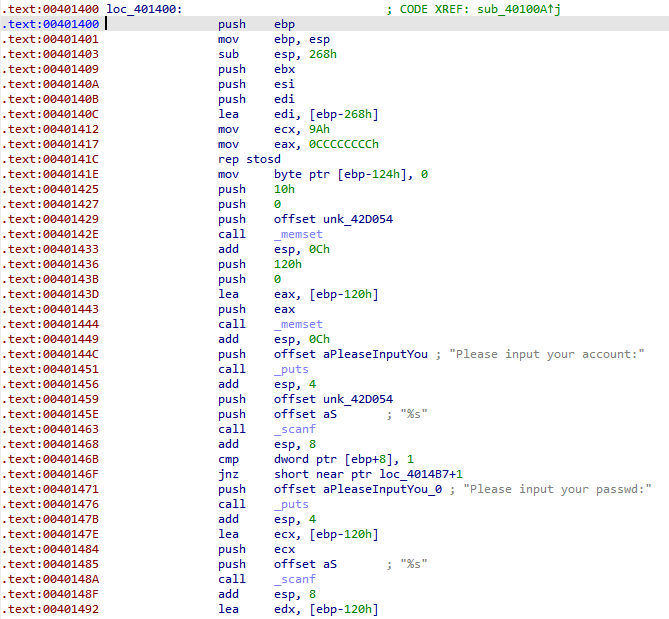 .text:00401400 loc_401400: ; CODE XREF: sub_40100A↑j
.text:00401400 push ebp
.text:00401401 mov ebp, esp
.text:00401403 sub esp, 268h
.text:00401409 push ebx
.text:0040140A push esi
.text:0040140B push edi
.text:0040140C lea edi, [ebp-268h]
.text:00401412 mov ecx, 9Ah
.text:00401417 mov eax, 0CCCCCCCCh
.text:0040141C rep stosd
.text:0040141E mov byte ptr [ebp-124h], 0
.text:00401425 push 10h
.text:00401427 push 0
.text:00401429 push offset unk_42D054
.text:0040142E call _memset
.text:00401433 add esp, 0Ch
.text:00401436 push 120h
.text:0040143B push 0
.text:0040143D lea eax, [ebp-120h]
.text:00401443 push eax
.text:00401444 call _memset
.text:00401449 add esp, 0Ch
.text:0040144C push offset aPleaseInputYou ; "Please input your account:"
.text:00401451 call _puts
.text:00401456 add esp, 4
.text:00401459 push offset unk_42D054
.text:0040145E push offset aS ; "%s"
.text:00401463 call _scanf
.text:00401468 add esp, 8
.text:0040146B cmp dword ptr [ebp+8], 1
.text:0040146F jnz short near ptr loc_4014B7+1
.text:00401471 push offset aPleaseInputYou_0 ; "Please input your passwd:"
.text:00401476 call _puts
.text:0040147B add esp, 4
.text:0040147E lea ecx, [ebp-120h]
.text:00401484 push ecx
.text:00401485 push offset aS ; "%s"
.text:0040148A call _scanf
.text:0040148F add esp, 8
.text:00401492 lea edx, [ebp-120h]